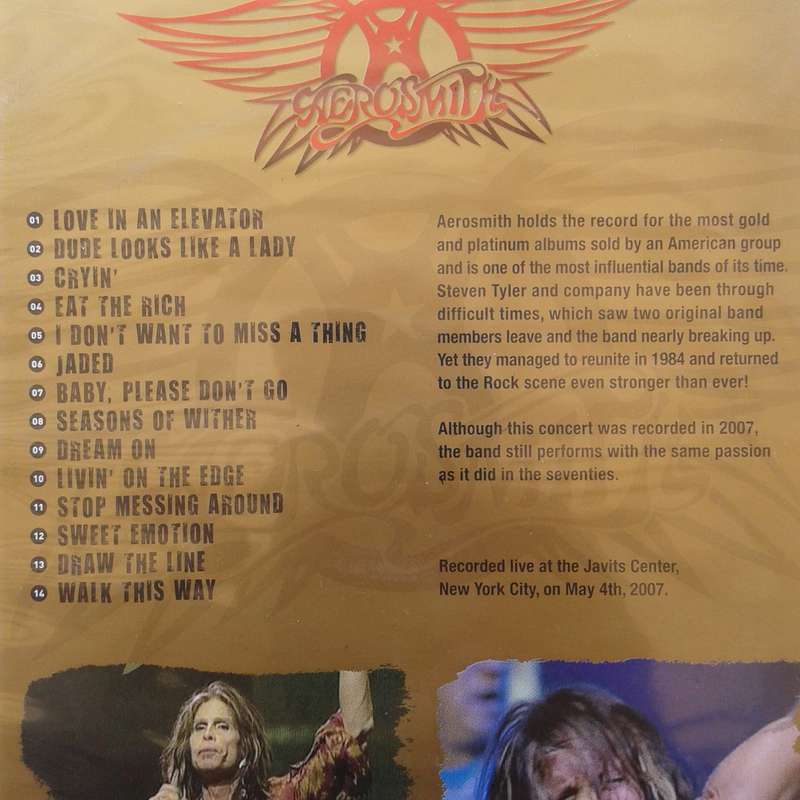 AEROSMITH
01 LOVE IN AN ELEVATOR
02 DUDE LOOKS LIKE A LADY
03 CRYIN'
04 EAT THE RICH
05 I DON'T WANT TO MISS A THING
06 JADED
07 BABY, PLEASE DON'T GO
08 SEASONS OF WITHER
09 DREAM ON
10 LIVIN' ON THE EDGE
11 STOP MESSING AROUND
12 SWEET EMOTION
13 DRAW THE LINE
14 WALK THIS WAY
Aerosmith holds the record for the most gold
and platinum albums sold by an American group
and is one of the most influential bands of its time.
Steven Tyler and company have been through
difficult times, which saw two original band
members leave and the band nearly breaking up.
Yet they managed to reunite in 1984 and returned
to the Rock scene even stronger than ever!
Although this concert was recorded in 2007,
the band still performs with the same passion
as it did in the seventies.
Recorded live at the Javits Center,
New York City, on May 4th, 2007.